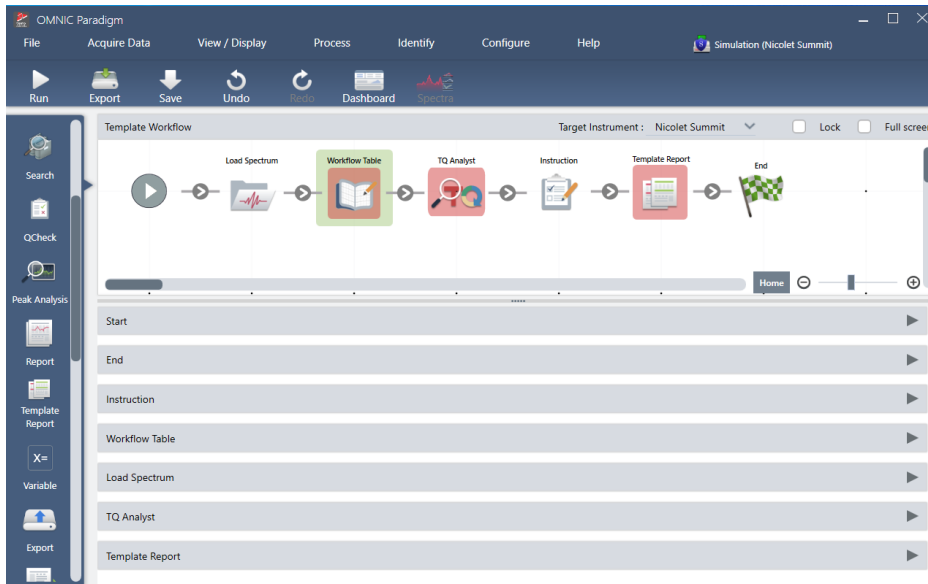 OMNIC Paradigm
File Acquire Data View / Display Process Identify Configure Help Simulation (Nicolet Summit)
Run Export Save Undo Redo Dashboard Spectra
Template Workflow Target Instrument : Nicolet Summit Lock Full screen
Load Spectrum Workflow Table TQ Analyst Instruction Template Report End
Home
Search
QCheck
Peak Analysis
Report
Template
Report
X=
Variable
Export
Start
End
Instruction
Workflow Table
Load Spectrum
TQ Analyst
Template Report